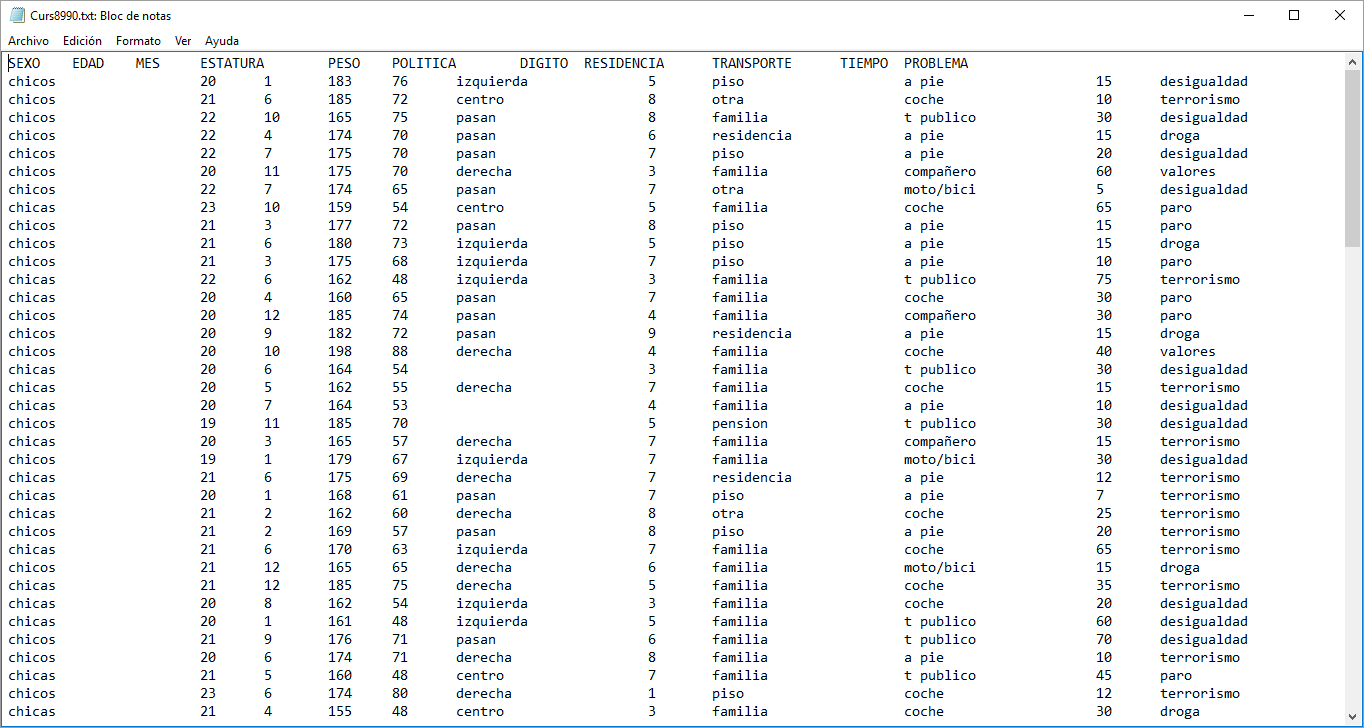 Curs8990.txt: Bloc de notas
Archivo Edición Formato Ver Ayuda
SEXO EDAD MES ESTATURA PESO POLITICA DIGITO RESIDENCIA TRANSPORTE TIEMPO PROBLEMA
chicos 20 1 183 76 izquierda 5 piso a pie 15 desigualdad
chicos 21 6 185 72 centro 8 otra coche 10 terrorismo
chicos 22 10 165 75 pasan 8 familia t publico 30 desigualdad
chicos 22 4 174 70 pasan 6 residencia a pie 15 droga
chicos 22 7 175 70 pasan 7 piso a pie 20 desigualdad
chicos 20 11 175 70 derecha 3 familia compañero 60 valores
chicos 22 7 174 65 pasan 7 otra moto/bici 5 desigualdad
chicas 23 10 159 54 centro 5 familia coche 65 paro
chicos 21 3 177 72 pasan 8 piso a pie 15 paro
chicos 21 6 180 73 izquierda 5 piso a pie 15 droga
chicos 21 3 175 68 izquierda 7 piso a pie 10 paro
chicas 22 6 162 48 izquierda 3 familia t publico 75 terrorismo
chicas 20 4 160 65 pasan 7 familia coche 30 paro
chicos 20 12 185 74 pasan 4 familia compañero 30 paro
chicos 20 9 182 72 pasan 9 residencia a pie 15 droga
chicos 20 10 198 88 derecha 4 familia coche 40 valores
chicas 20 6 164 54 3 familia t publico 30 desigualdad
chicas 20 5 162 55 derecha 7 familia coche 15 terrorismo
chicas 20 7 164 53 4 familia a pie 10 desigualdad
chicos 19 11 185 70 5 pension t publico 30 desigualdad
chicas 20 3 165 57 derecha 7 familia compañero 15 terrorismo
chicos 19 1 179 67 izquierda 7 familia moto/bici 30 desigualdad
chicas 21 6 175 69 derecha 7 residencia a pie 12 terrorismo
chicas 20 1 168 61 pasan 7 piso a pie 7 terrorismo
chicas 21 2 162 60 derecha 8 otra coche 25 terrorismo
chicos 21 2 169 57 pasan 8 piso a pie 20 terrorismo
chicas 21 6 170 63 izquierda 7 familia coche 65 terrorismo
chicos 21 12 165 65 derecha 6 familia moto/bici 15 droga
chicas 21 12 185 75 derecha 5 familia coche 35 terrorismo
chicas 20 8 162 54 izquierda 3 familia coche 20 desigualdad
chicas 20 1 161 48 izquierda 5 familia t publico 60 desigualdad
chicos 21 9 176 71 pasan 6 familia t publico 70 desigualdad
chicos 20 6 174 71 derecha 8 familia a pie 10 terrorismo
chicas 21 5 160 48 centro 7 familia t publico 45 paro
chicos 23 6 174 80 derecha 1 piso coche 12 terrorismo
chicas 21 4 155 48 centro 3 familia coche 30 droga